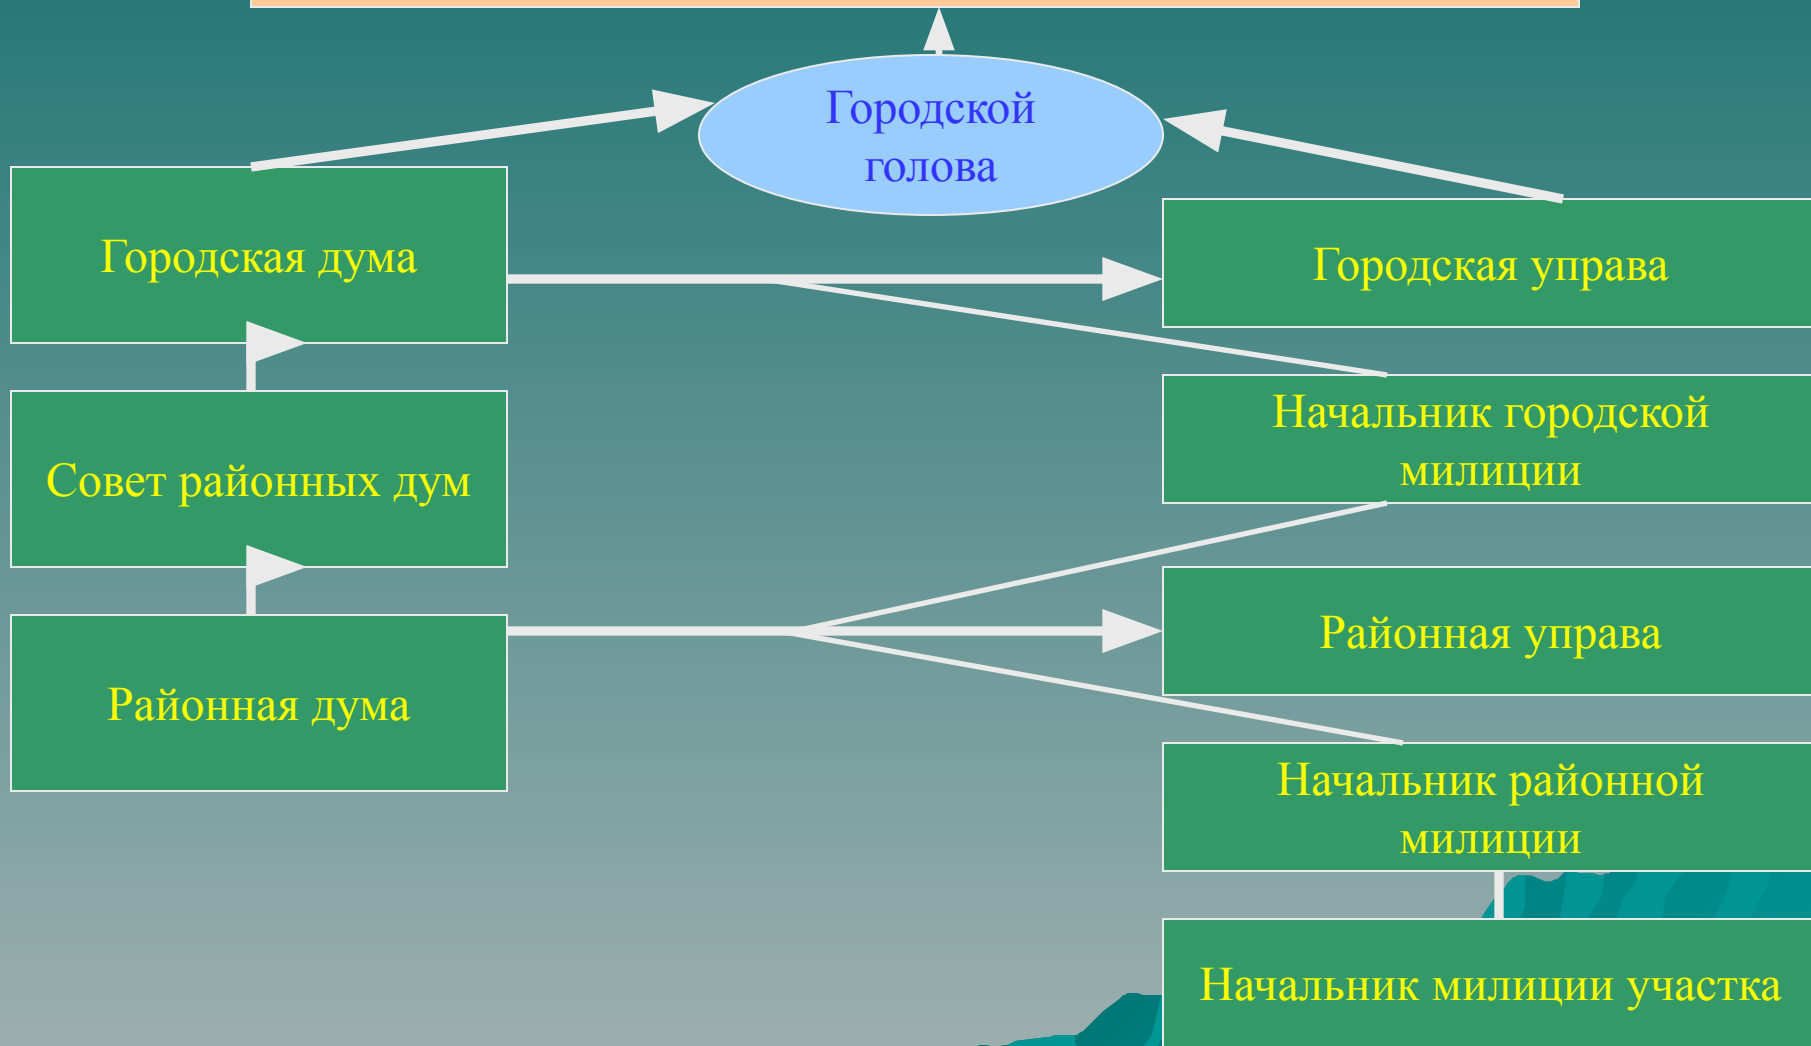 Городской
голова
Городская дума
Городская управа
Начальник городской
милиции
Совет районных дум
Районная управа
Районная дума
Начальник районной
милиции
Начальник милиции участка